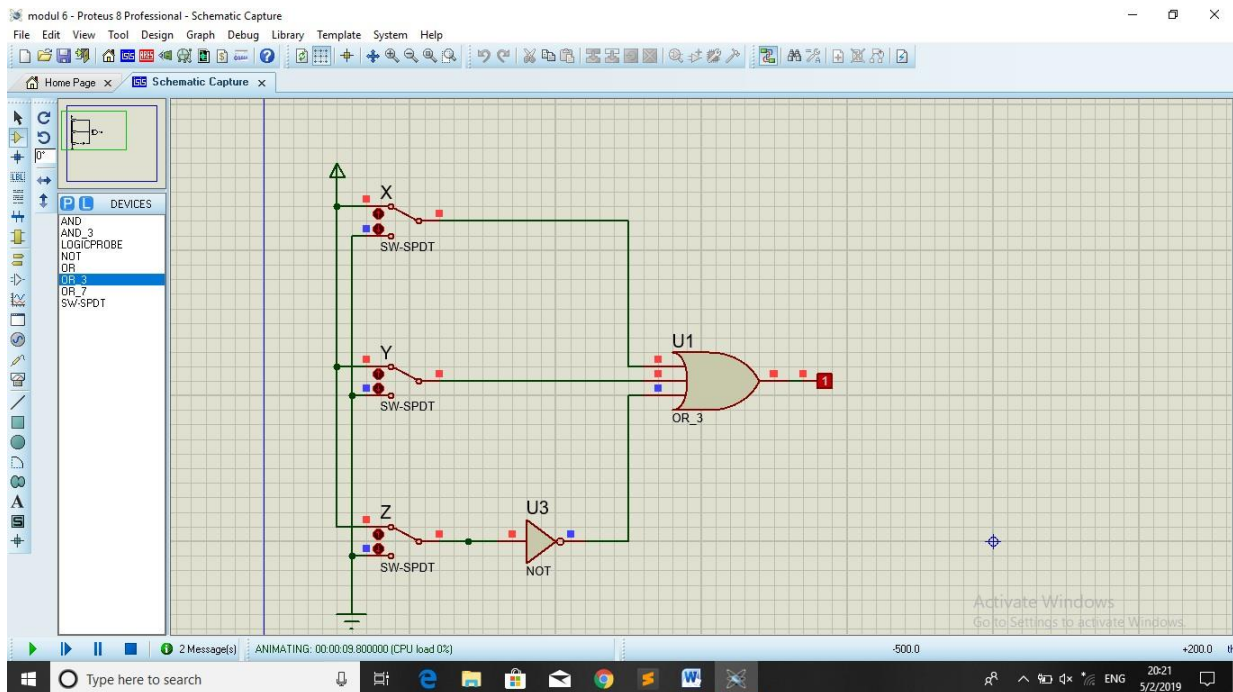 modul 6 - Proteus 8 Professional - Schematic Capture
File Edit View Tool Design Graph Debug Library Template System Help
Home Page Schematic Capture
0°
LBL
P L DEVICES
AND
AND_3
LOGICPROBE
NOT
OR
OR_3
OR_7
SW-SPDT
A
S
X
SW-SPDT
Y
SW-SPDT
Z
SW-SPDT
U3
NOT
U1
OR_3
1
Activate Windows
Go to Settings to activate Windows.
2 Message(s) ANIMATING: 00:00:09.800000 (CPU load 0%) -500.0 +200.0 th
Type here to search
ENG
20:21
5/2/2019